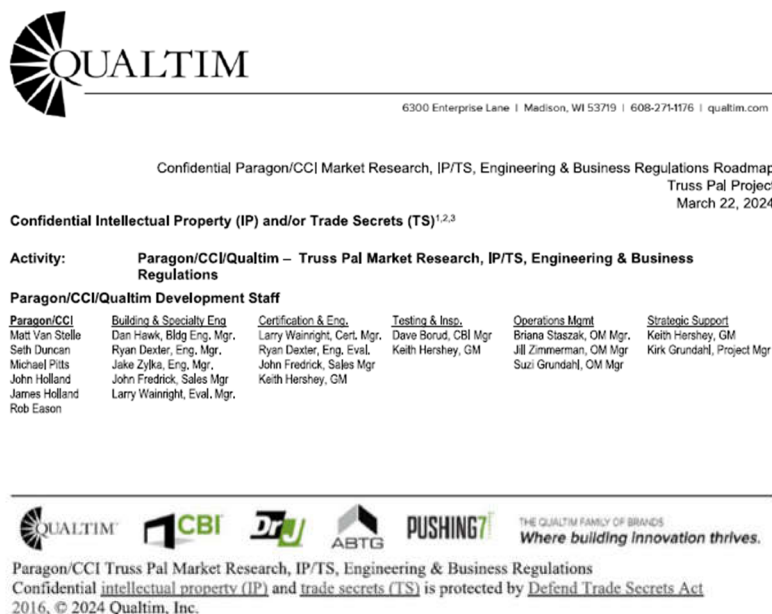 QUALTIM
6300 Enterprise Lane | Madison, WI 53719 | 608-271-1176 | qualtim.com
Confidential Paragon/CCI Market Research, IP/TS, Engineering & Business Regulations Roadmap
Truss Pal Project
March 22, 2024
Confidential Intellectual Property (IP) and/or Trade Secrets (TS)1,2,3
Activity: Paragon/CCI/Qualtim – Truss Pal Market Research, IP/TS, Engineering & Business
Regulations
Paragon/CCI/Qualtim Development Staff
Paragon/CCI Building & Specialty Eng Certification & Eng. Testing & Insp. Operations Mgmt Strategic Support
Matt Van Stelle Dan Hawk, Bldg Eng. Mgr. Larry Wainright, Cert. Mgr. Dave Borud, CBI Mgr Briana Staszak, OM Mgr. Keith Hershey, GM
Seth Duncan Ryan Dexter, Eng. Mgr. Ryan Dexter, Eng. Eval. Keith Hershey, GM Jill Zimmerman, OM Mgr Kirk Grundahl, Project Mgr
Michael Pitts Jake Zylka, Eng, Mgr. John Fredrick, Sales Mgr Suzi Grundahl, OM Mgr
John Holland John Fredrick, Sales Mgr Keith Hershey, GM
James Holland Larry Wainright, Eval. Mgr.
Rob Eason
QUALTIM CBI DrJ ABTG PUSHING7 THE QUALTIM FAMILY OF BRANDS
Where building innovation thrives.
Paragon/CCI Truss Pal Market Research, IP/TS, Engineering & Business Regulations
Confidential intellectual property (IP) and trade secrets (TS) is protected by Defend Trade Secrets Act
2016, © 2024 Qualtim, Inc.